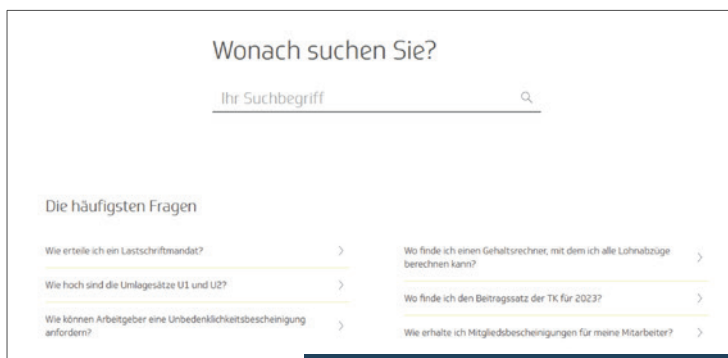 Wonach suchen Sie?
Ihr Suchbegriff
Die häufigsten Fragen
Wie erteile ich ein Lastschriftmandat?
Wie hoch sind die Umlagesätze U1 und U2?
Wie können Arbeitgeber eine Unbedenklichkeitsbescheinigung
anfordern?
Wo finde ich einen Gehaltsrechner, mit dem ich alle Lohnabzüge
berechnen kann?
Wo finde ich den Beitragssatz der TK für 2023?
Wie erhalte ich Mitgliedsbescheinigungen für meine Mitarbeiter?